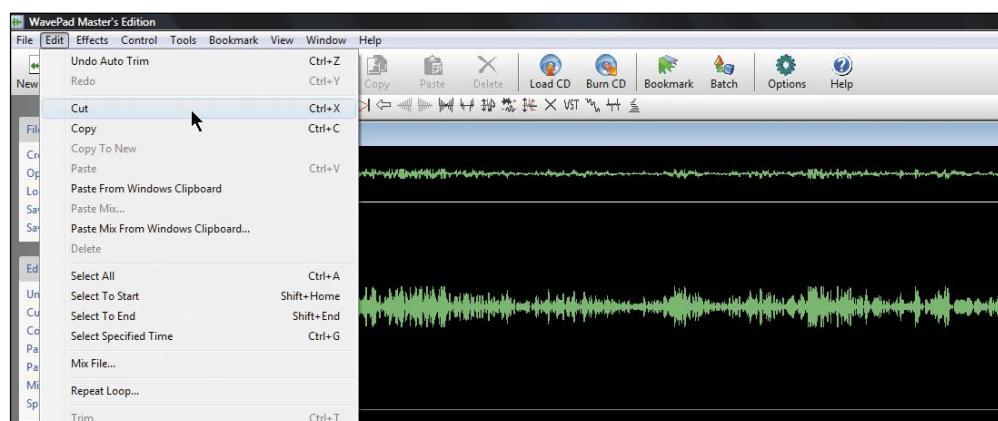 WavePad Master's Edition
File Edit Effects Control Tools Bookmark View Window Help
New Copy Paste Delete Load CD Burn CD Bookmark Batch Options Help
VST
Undo Auto Trim Ctrl+Z
Redo Ctrl+Y
Cut Ctrl+X
Copy Ctrl+C
Copy To New
Paste Ctrl+V
Paste From Windows Clipboard
Paste Mix...
Paste Mix From Windows Clipboard...
Delete
Select All Ctrl+A
Select To Start Shift+Home
Select To End Shift+End
Select Specified Time Ctrl+G
Mix File...
Repeat Loop...
Trim Ctrl+T